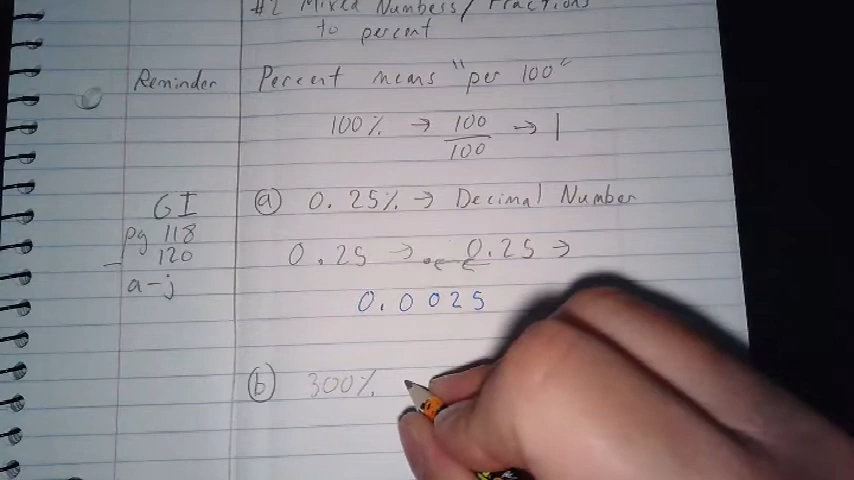 #2 Mixed Numbers/ Fractions
to percent
Reminder
Percent means "per 100"
100% → 100/100 → 1
GI
pg 118
- 120
a-j
(a) 0.25% → Decimal Number
0.25 → 0.25 →
0.0025
(b) 300%